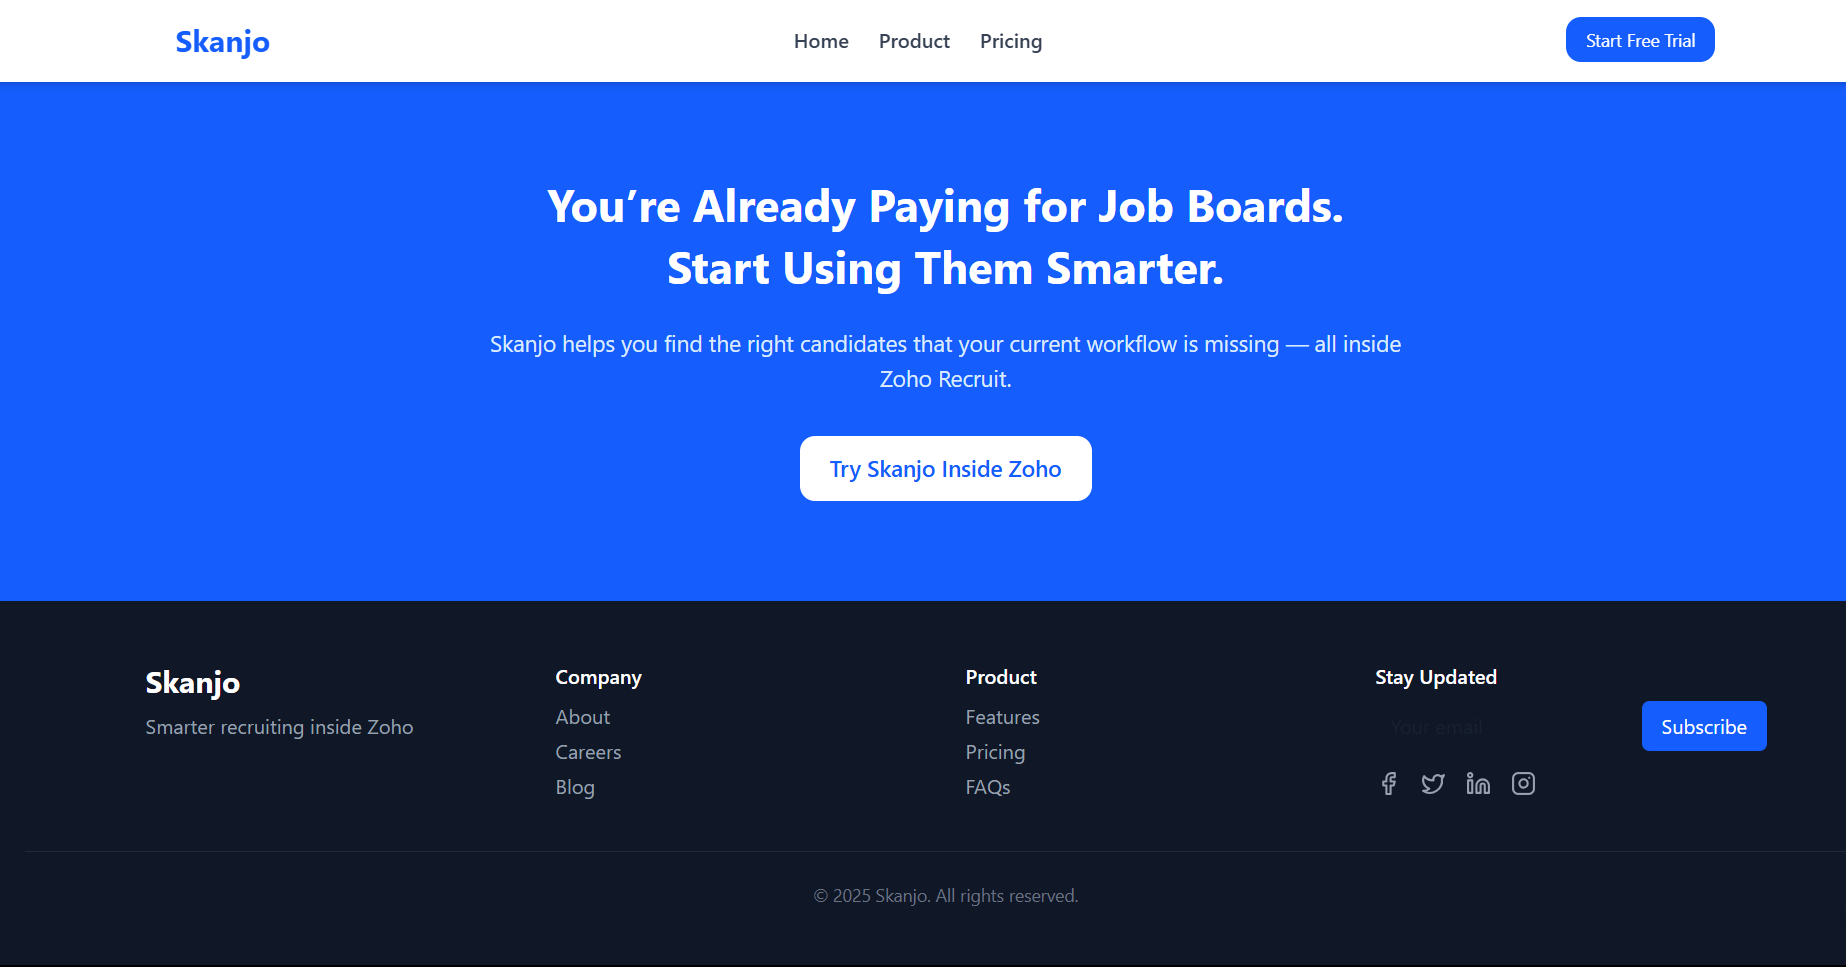 Skanjo
Home
Product
Pricing
Start Free Trial
You’re Already Paying for Job Boards.
Start Using Them Smarter.
Skanjo helps you find the right candidates that your current workflow is missing — all inside
Zoho Recruit.
Try Skanjo Inside Zoho
Skanjo
Smarter recruiting inside Zoho
Company
About
Careers
Blog
Product
Features
Pricing
FAQs
Stay Updated
Your email
Subscribe
© 2025 Skanjo. All rights reserved.